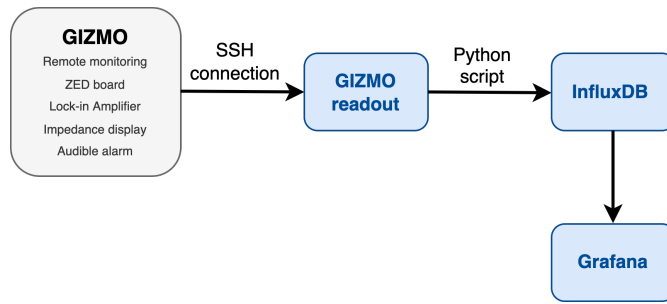 GIZMO
Remote monitoring
ZED board
Lock-in Amplifier
Impedance display
Audible alarm
SSH
connection
GIZMO
readout
Python
script
InfluxDB
Grafana